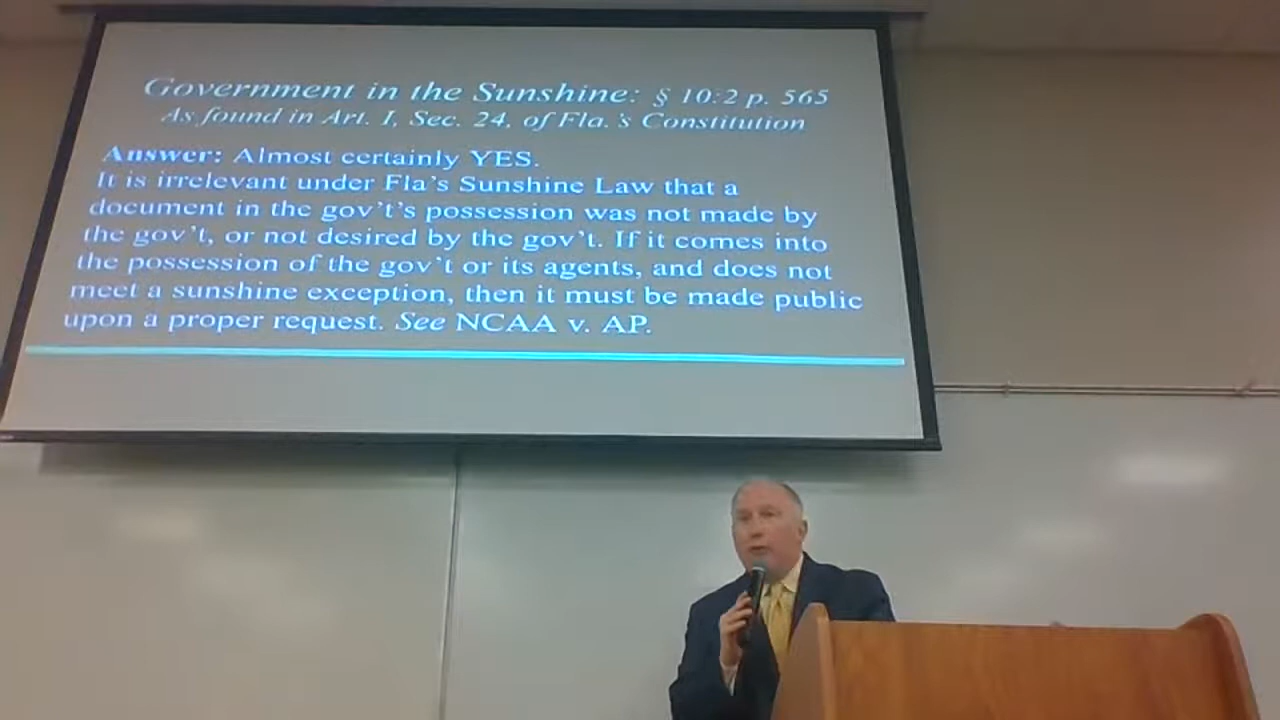 Government in the Sunshine: § 10:2 p. 565
As found in Art. I, Sec. 24, of Fla.'s Constitution
Answer: Almost certainly YES.
It is irrelevant under Fla's Sunshine Law that a
document in the gov't's possession was not made by
the gov't, or not desired by the gov't. If it comes into
the possession of the gov't or its agents, and does not
meet a sunshine exception, then it must be made public
upon a proper request. See NCAA v. AP.